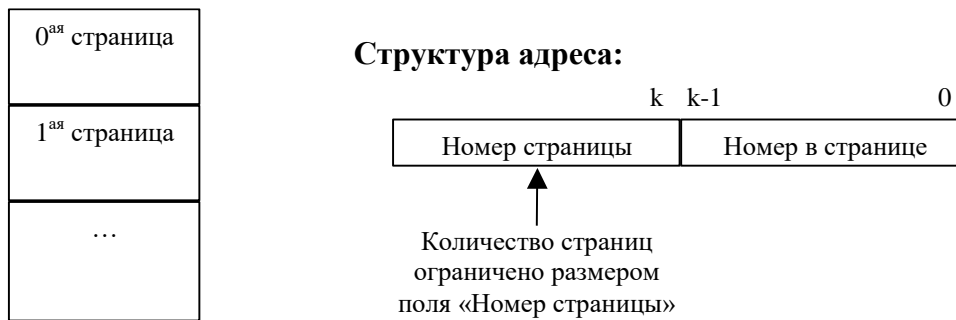 0ая страница
1ая страница
…
Структура адреса:
k k-1 0
Номер страницы Номер в странице
Количество страниц
ограничено размером
поля «Номер страницы»